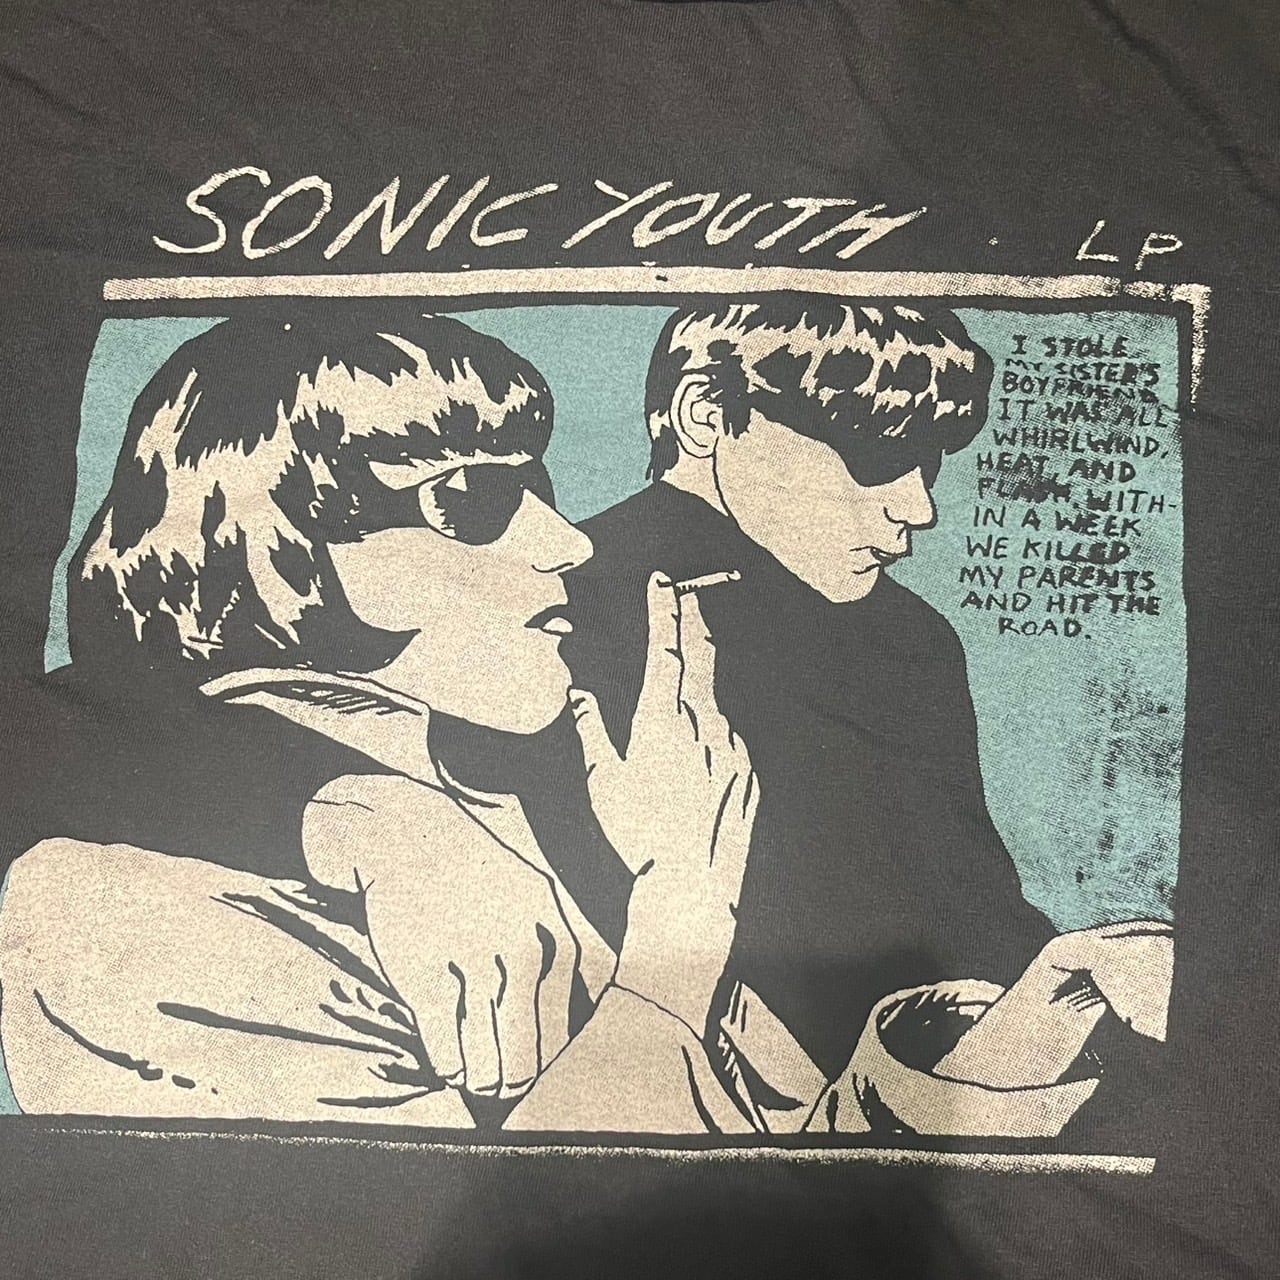 SONIC YOUTH LP
I STOLE
MY SISTER'S
BOYFRIEND.
IT WAS ALL
WHIRLWIND,
HEAT, AND
FLASH. WITH-
IN A WEEK
WE KILLED
MY PARENTS
AND HIT THE
ROAD.